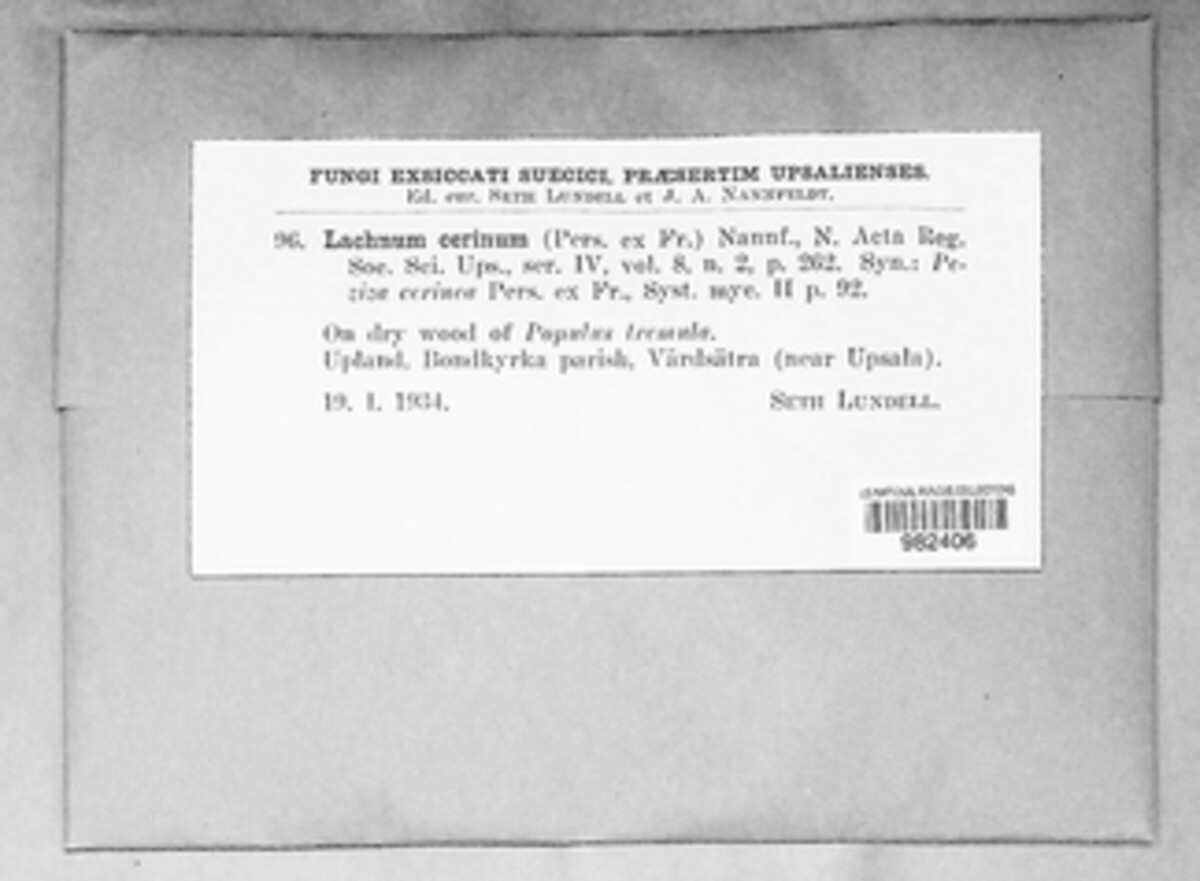 FUNGI EXSICCATI SUECICI, PRÆSERTIM UPSALIENSES.
Ed. cur. SETH LUNDELL et J. A. NANNFELDT.
96. Lachnum cerinum (Pers. ex Fr.) Nannf., N. Acta Reg.
Soc. Sci. Ups., ser. IV, vol. 8, n. 2, p. 262. Syn.: Pe-
ziza cerinea Pers. ex Fr., Syst. myc. II p. 92.
On dry wood of Populus tremula.
Upland, Bondkyrka parish, Vårdsätra (near Upsala).
19. 1. 1934. SETH LUNDELL.
982406